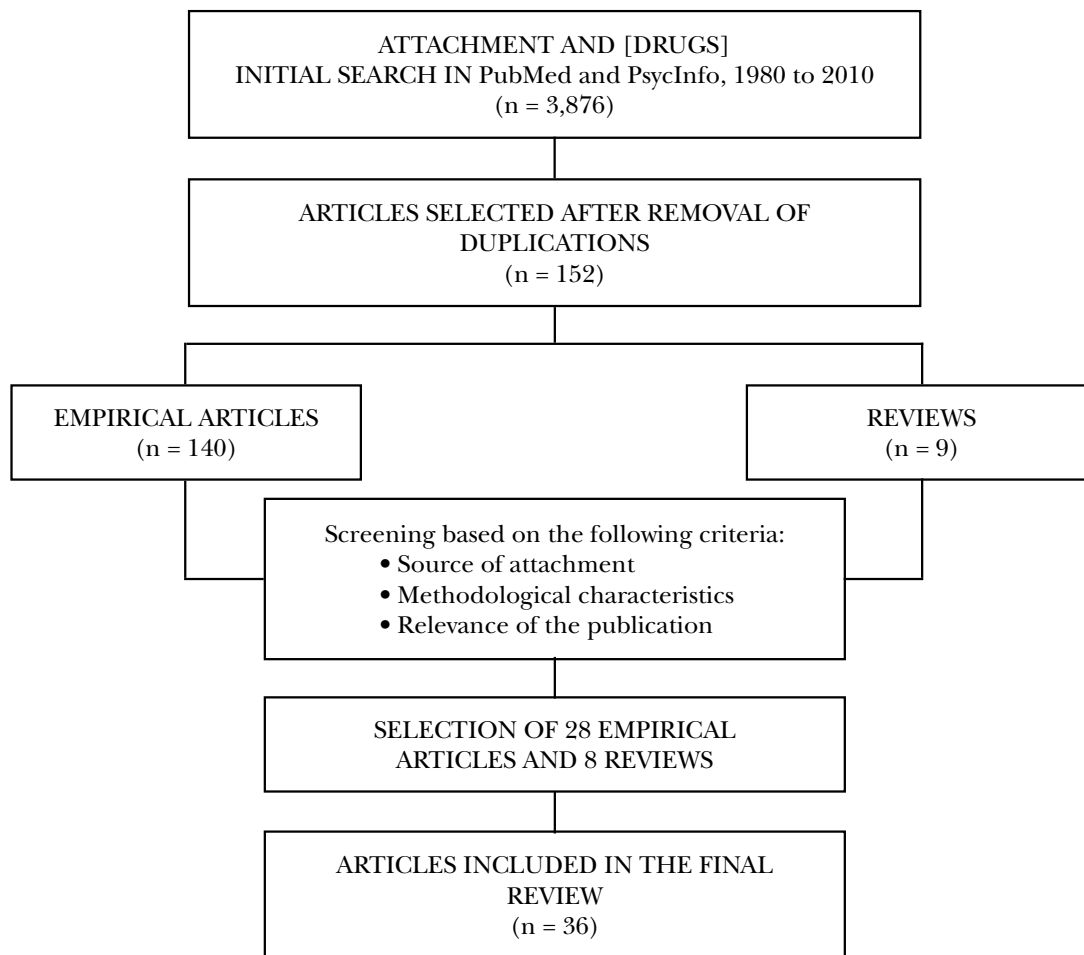 ATTACHMENT AND [DRUGS]
INITIAL SEARCH IN PubMed and PsycInfo, 1980 to 2010
(n = 3,876)
ARTICLES SELECTED AFTER REMOVAL OF
DUPLICATIONS
(n = 152)
EMPIRICAL ARTICLES
(n = 140)
REVIEWS
(n = 9)
Screening based on the following criteria:
• Source of attachment
• Methodological characteristics
• Relevance of the publication
SELECTION OF 28 EMPIRICAL
ARTICLES AND 8 REVIEWS
ARTICLES INCLUDED IN THE FINAL
REVIEW
(n = 36)